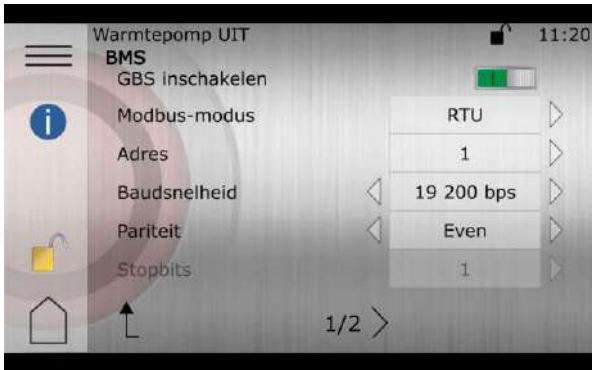 Warmtepomp UIT 11:20
BMS
GBS inschakelen
i
Modbus-modus RTU
Adres 1
Baudsnelheid 19 200 bps
Pariteit Even
Stopbits 1
1/2